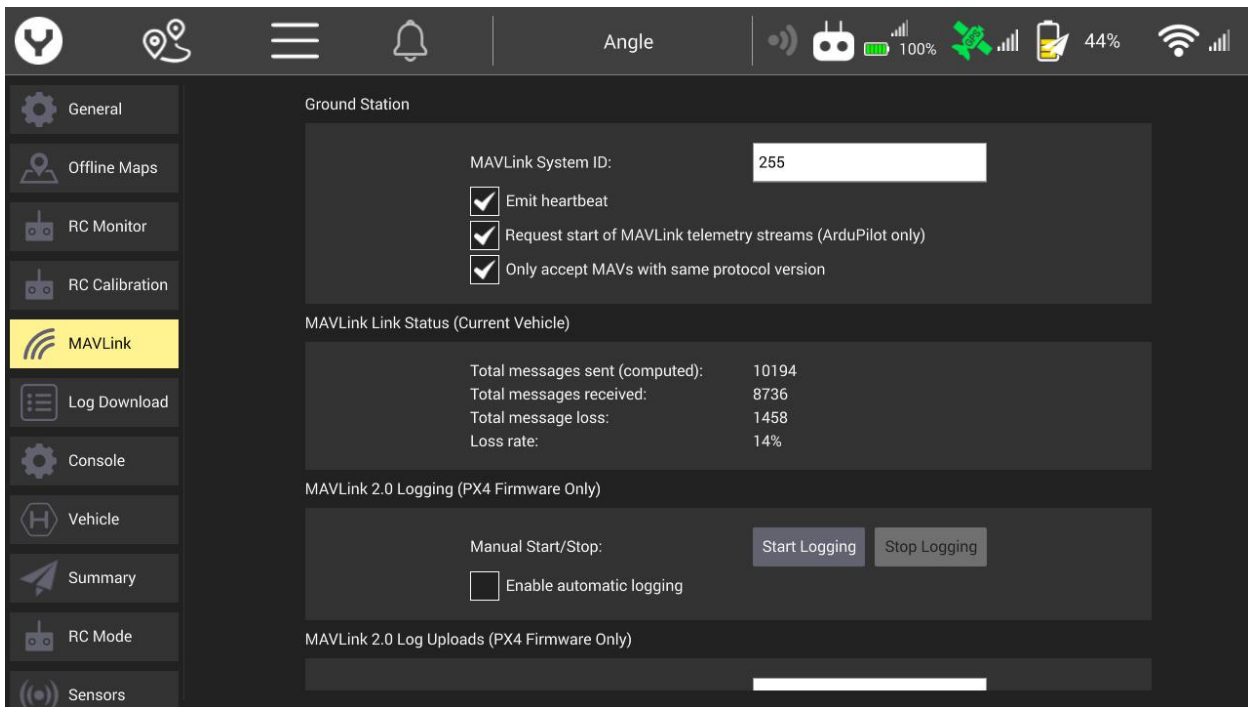 Angle
100%
GPS
44%
General
Offline Maps
RC Monitor
RC Calibration
MAVLink
Log Download
Console
Vehicle
Summary
RC Mode
Sensors
Ground Station
MAVLink System ID: 255
Emit heartbeat
Request start of MAVLink telemetry streams (ArduPilot only)
Only accept MAVs with same protocol version
MAVLink Link Status (Current Vehicle)
Total messages sent (computed): 10194
Total messages received: 8736
Total message loss: 1458
Loss rate: 14%
MAVLink 2.0 Logging (PX4 Firmware Only)
Manual Start/Stop: Start Logging Stop Logging
Enable automatic logging
MAVLink 2.0 Log Uploads (PX4 Firmware Only)